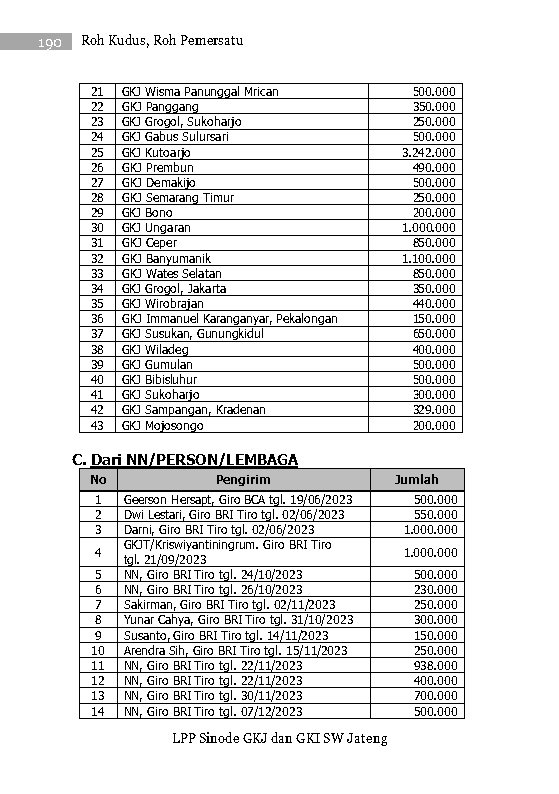 190 Roh Kudus, Roh Pemersatu
21 GKJ Wisma Panunggal Mrican 500.000
22 GKJ Panggang 350.000
23 GKJ Grogol, Sukoharjo 250.000
24 GKJ Gabus Sulursari 500.000
25 GKJ Kutoarjo 3.242.000
26 GKJ Prembun 490.000
27 GKJ Demakijo 500.000
28 GKJ Semarang Timur 250.000
29 GKJ Bono 200.000
30 GKJ Ungaran 1.000.000
31 GKJ Ceper 850.000
32 GKJ Banyumanik 1.100.000
33 GKJ Wates Selatan 850.000
34 GKJ Grogol, Jakarta 350.000
35 GKJ Wirobrajan 440.000
36 GKJ Immanuel Karanganyar, Pekalongan 150.000
37 GKJ Susukan, Gunungkidul 650.000
38 GKJ Wiladeg 400.000
39 GKJ Gumulan 500.000
40 GKJ Bibisluhur 500.000
41 GKJ Sukoharjo 300.000
42 GKJ Sampangan, Kradenan 329.000
43 GKJ Mojosongo 200.000
C. Dari NN/PERSON/LEMBAGA
No Pengirim Jumlah
1 Geerson Hersapt, Giro BCA tgl. 19/06/2023 500.000
2 Dwi Lestari, Giro BRI Tiro tgl. 02/06/2023 550.000
3 Darni, Giro BRI Tiro tgl. 02/06/2023 1.000.000
4 GKJT/Kriswiyantiningrum. Giro BRI Tiro
tgl. 21/09/2023 1.000.000
5 NN, Giro BRI Tiro tgl. 24/10/2023 500.000
6 NN, Giro BRI Tiro tgl. 26/10/2023 230.000
7 Sakirman, Giro BRI Tiro tgl. 02/11/2023 250.000
8 Yunar Cahya, Giro BRI Tiro tgl. 31/10/2023 300.000
9 Susanto, Giro BRI Tiro tgl. 14/11/2023 150.000
10 Arendra Sih, Giro BRI Tiro tgl. 15/11/2023 250.000
11 NN, Giro BRI Tiro tgl. 22/11/2023 938.000
12 NN, Giro BRI Tiro tgl. 22/11/2023 400.000
13 NN, Giro BRI Tiro tgl. 30/11/2023 700.000
14 NN, Giro BRI Tiro tgl. 07/12/2023 500.000
LPP Sinode GKJ dan GKI SW Jateng